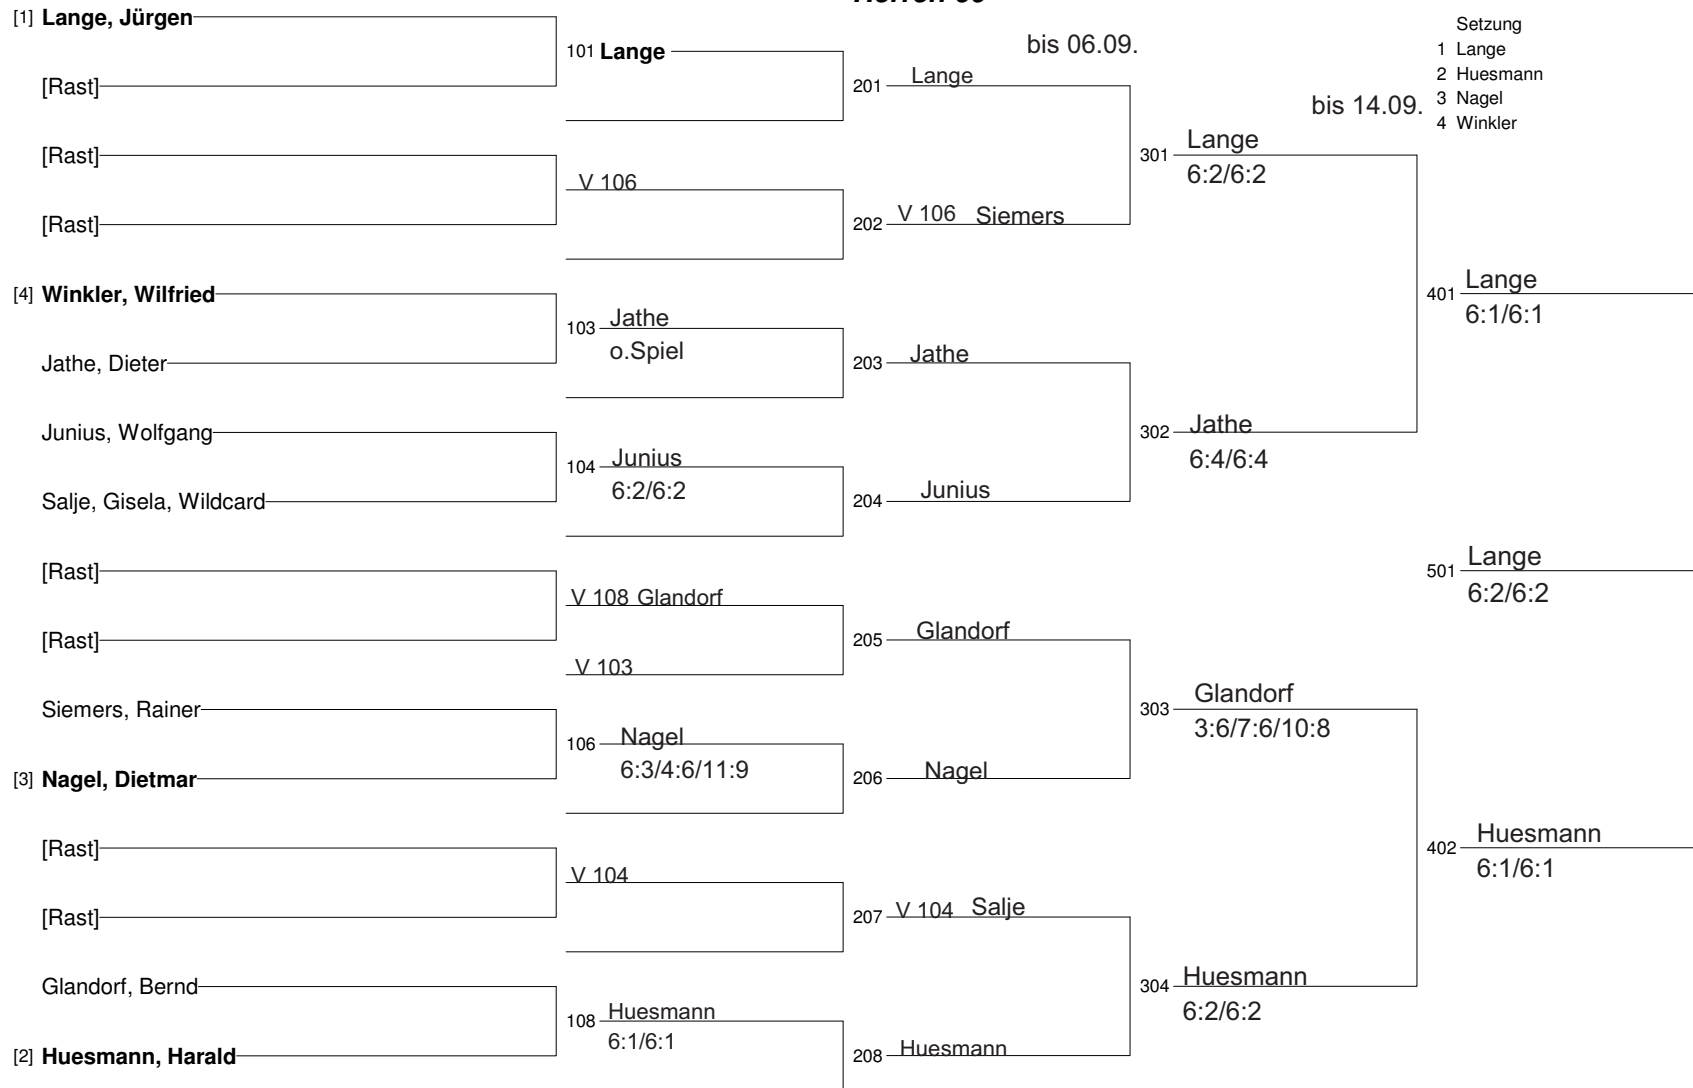 [1] Lange, Jürgen
[Rast]
[Rast]
[Rast]
[4] Winkler, Wilfried
Jathe, Dieter
Junius, Wolfgang
Salje, Gisela, Wildcard
[Rast]
[Rast]
Siemers, Rainer
[3] Nagel, Dietmar
[Rast]
[Rast]
Glandorf, Bernd
[2] Huesmann, Harald
101 Lange
V 106
103 Jathe
o.Spiel
104 Junius
6:2/6:2
V 108 Glandorf
V 103
106 Nagel
6:3/4:6/11:9
V 104
108 Huesmann
6:1/6:1
201 Lange
202 V 106 Siemers
203 Jathe
204 Junius
205 Glandorf
206 Nagel
207 V 104 Salje
208 Huesmann
bis 06.09.
301 Lange
6:2/6:2
302 Jathe
6:4/6:4
303 Glandorf
3:6/7:6/10:8
304 Huesmann
6:2/6:2
bis 14.09.
Setzung
1 Lange
2 Huesmann
3 Nagel
4 Winkler
401 Lange
6:1/6:1
501 Lange
6:2/6:2
402 Huesmann
6:1/6:1